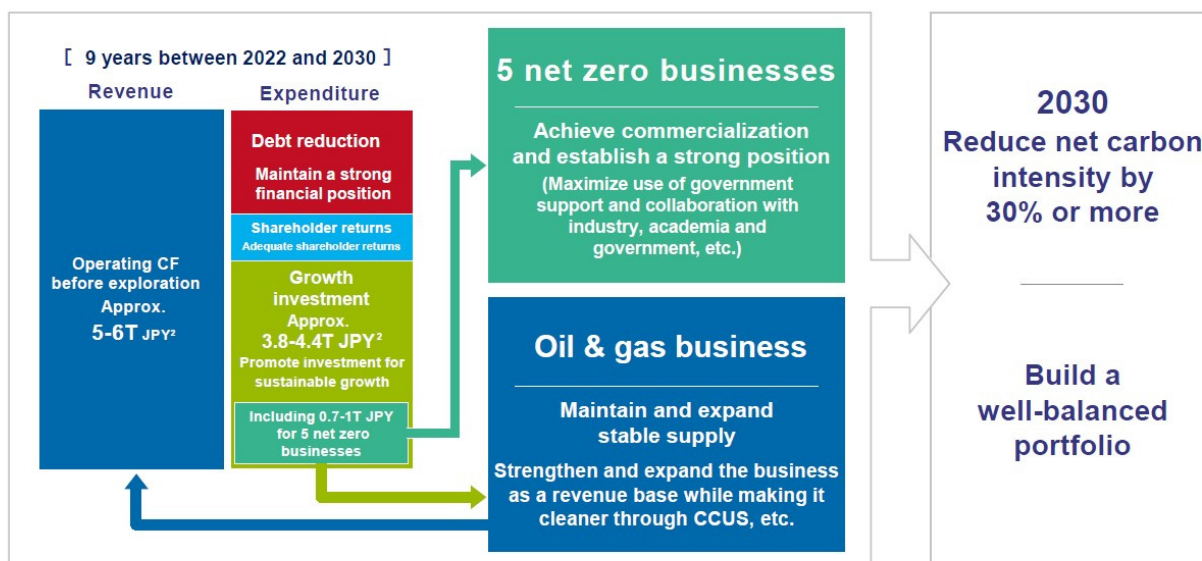 [ 9 years between 2022 and 2030 ]
Revenue
Expenditure
Operating CF
before exploration
Approx.
5-6T JPY²
Debt reduction
Maintain a strong
financial position
Shareholder returns
Adequate shareholder returns
Growth
investment
Approx.
3.8-4.4T JPY²
Promote investment for
sustainable growth
Including 0.7-1T JPY
for 5 net zero
businesses
5 net zero businesses
Achieve commercialization
and establish a strong position
(Maximize use of government
support and collaboration with
industry, academia and
government, etc.)
Oil & gas business
Maintain and expand
stable supply
Strengthen and expand the business
as a revenue base while making it
cleaner through CCUS, etc.
2030
Reduce net carbon
intensity by
30% or more
Build a
well-balanced
portfolio